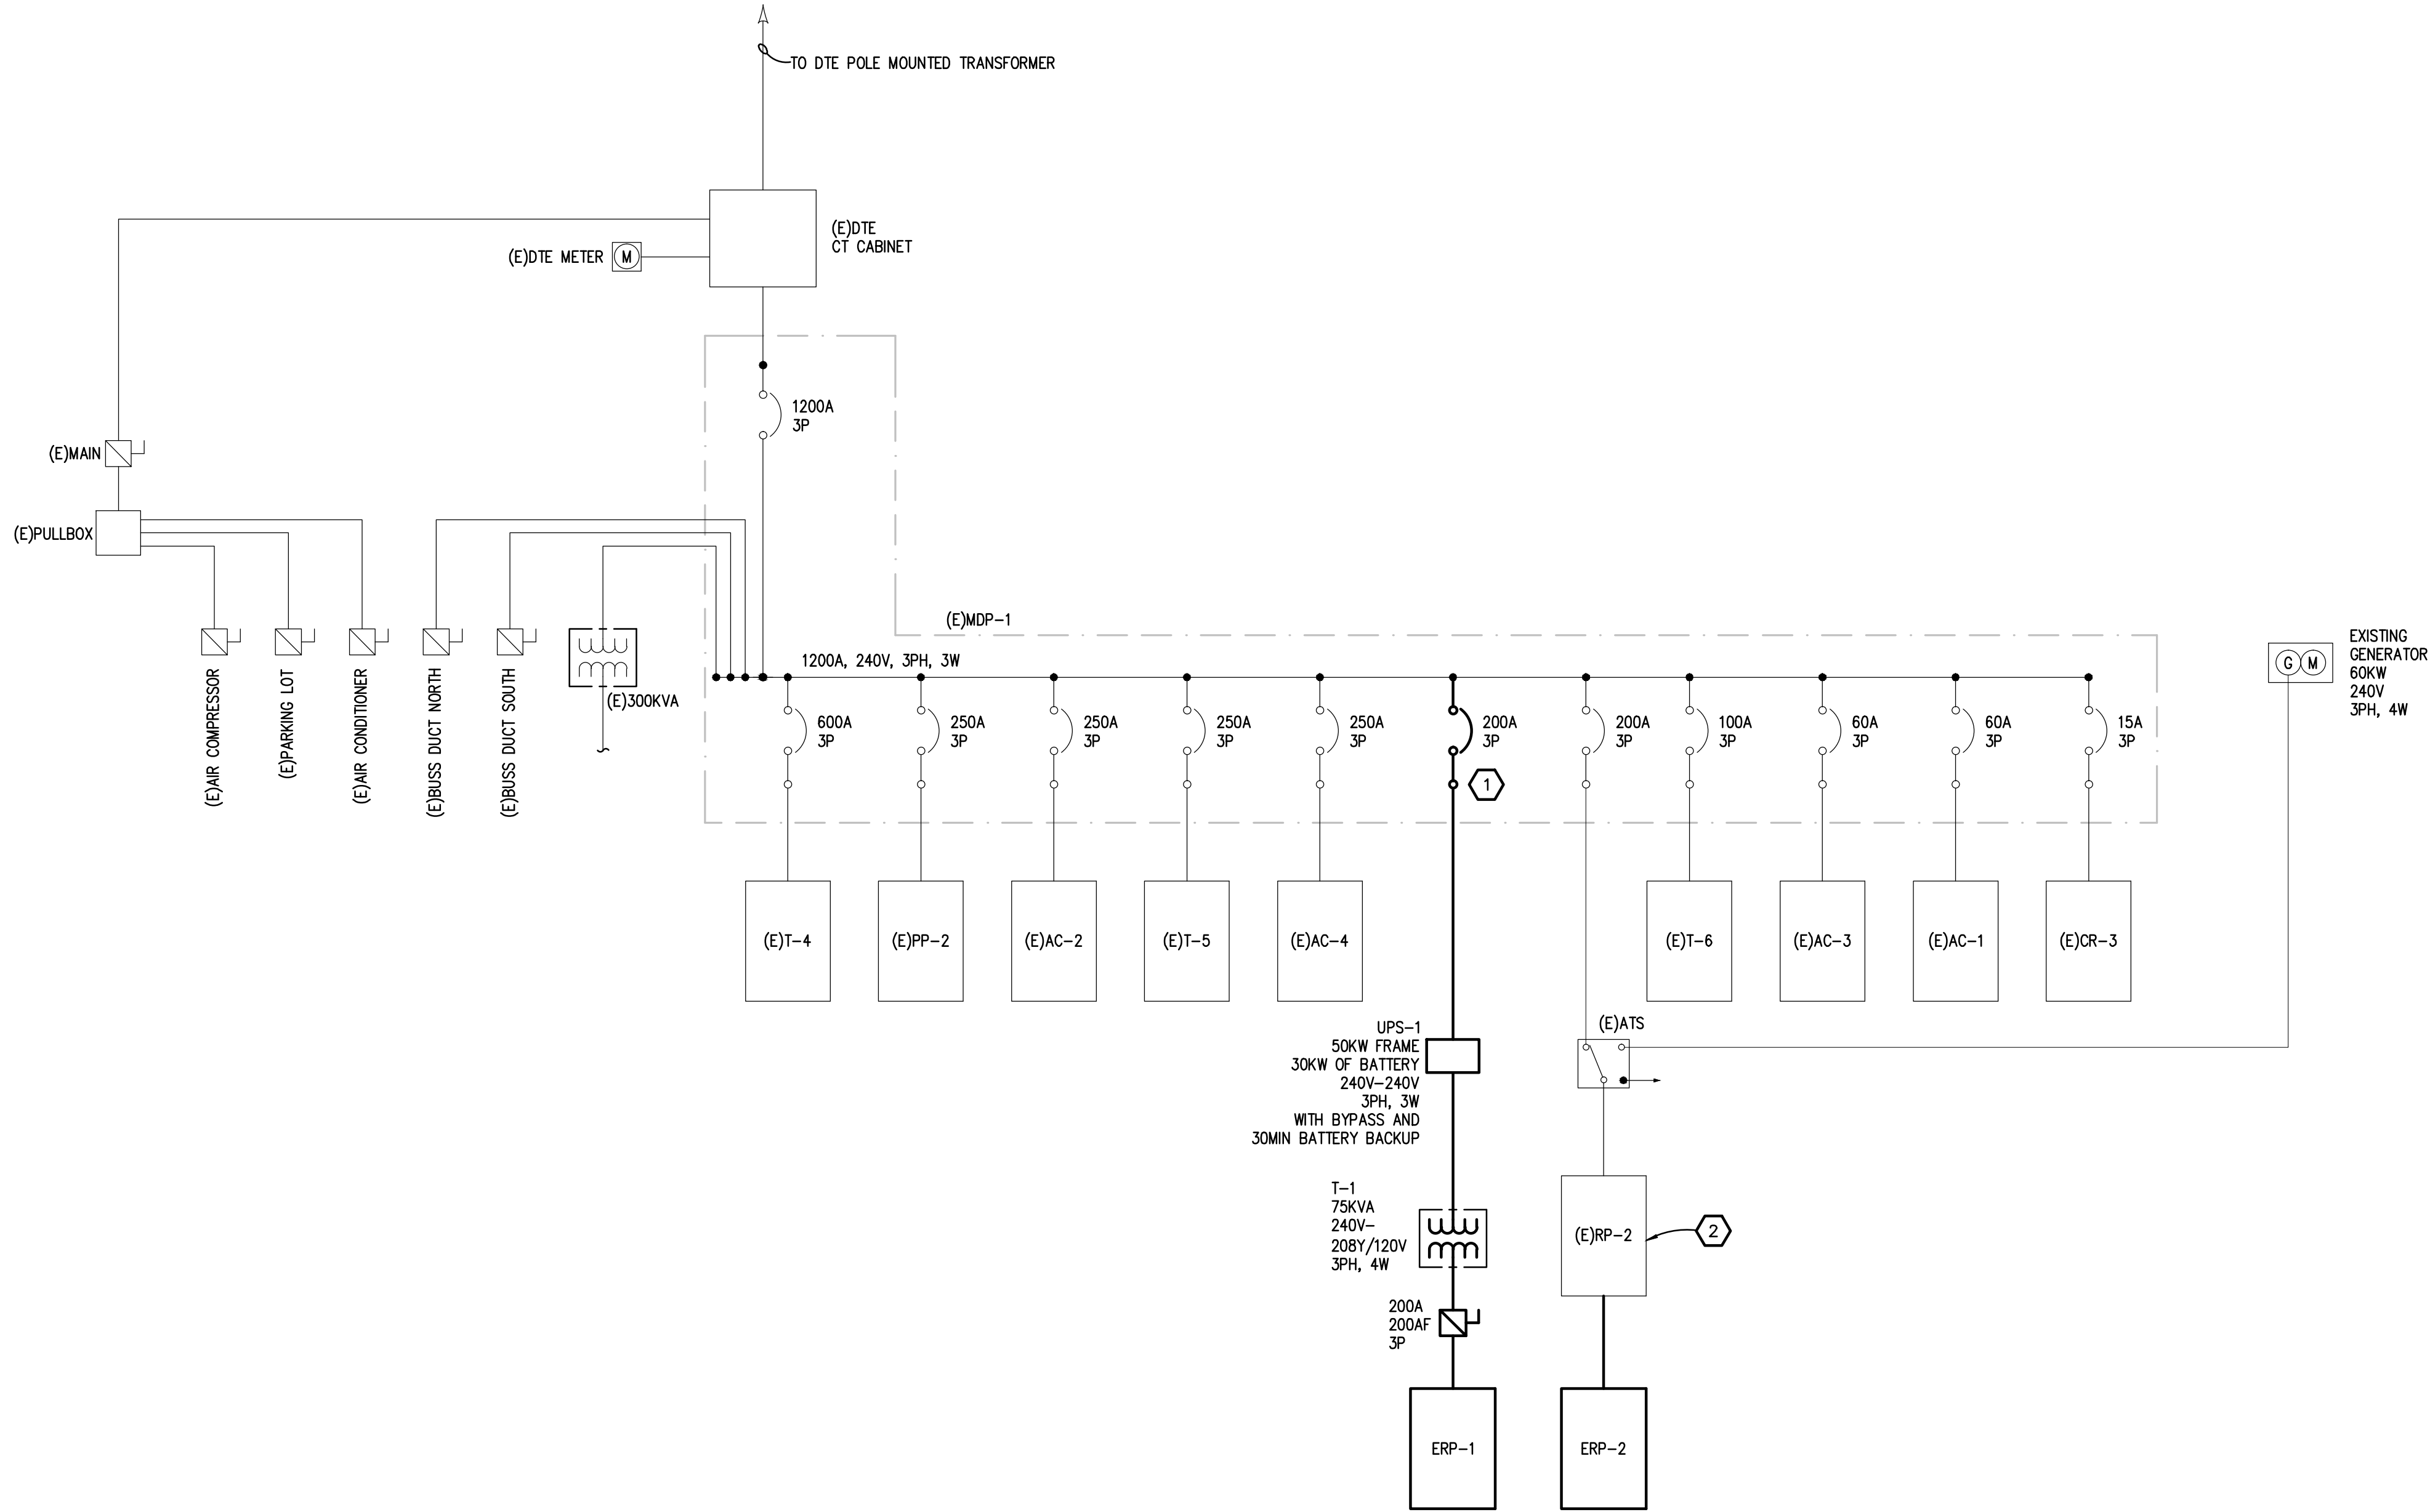 TO DTE POLE MOUNTED TRANSFORMER
(E)DTE
CT CABINET
(E)DTE METER
M
1200A
3P
(E)MAIN
(E)PULLBOX
(E)AIR COMPRESSOR
(E)PARKING LOT
(E)AIR CONDITIONER
(E)BUSS DUCT NORTH
(E)BUSS DUCT SOUTH
(E)300KVA
(E)MDP-1
1200A, 240V, 3PH, 3W
600A
3P
250A
3P
250A
3P
250A
3P
250A
3P
200A
3P
1
200A
3P
100A
3P
60A
3P
60A
3P
15A
3P
G
M
EXISTING
GENERATOR
60KW
240V
3PH, 4W
(E)T-4
(E)PP-2
(E)AC-2
(E)T-5
(E)AC-4
(E)T-6
(E)AC-3
(E)AC-1
(E)CR-3
UPS-1
50KW FRAME
30KW OF BATTERY
240V-240V
3PH, 3W
WITH BYPASS AND
30MIN BATTERY BACKUP
(E)ATS
T-1
75KVA
240V-
208Y/120V
3PH, 4W
(E)RP-2
2
200A
200AF
3P
ERP-1
ERP-2